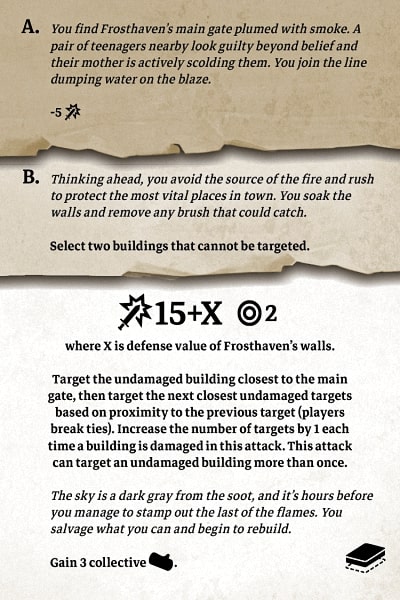 A. You find Frosthaven's main gate plumed with smoke. A
pair of teenagers nearby look guilty beyond belief and
their mother is actively scolding them. You join the line
dumping water on the blaze.
-5
B. Thinking ahead, you avoid the source of the fire and rush
to protect the most vital places in town. You soak the
walls and remove any brush that could catch.
Select two buildings that cannot be targeted.
15+X 2
where X is defense value of Frosthaven's walls.
Target the undamaged building closest to the main
gate, then target the next closest undamaged targets
based on proximity to the previous target (players
break ties). Increase the number of targets by 1 each
time a building is damaged in this attack. This attack
can target an undamaged building more than once.
The sky is a dark gray from the soot, and it's hours before
you manage to stamp out the last of the flames. You
salvage what you can and begin to rebuild.
Gain 3 collective .